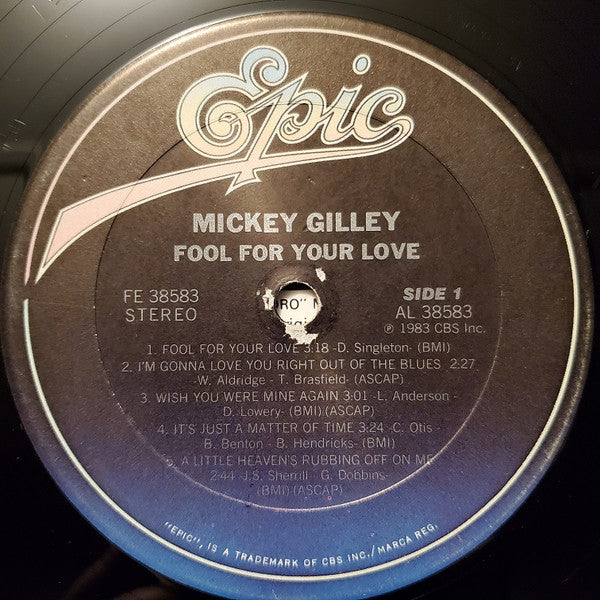 Epic
MICKEY GILLEY
FOOL FOR YOUR LOVE
FE 38583
STEREO
SIDE 1
AL 38583
℗ 1983 CBS Inc.
1. FOOL FOR YOUR LOVE 3:18 -D. Singleton- (BMI)
2. I'M GONNA LOVE YOU RIGHT OUT OF THE BLUES 2:27
-W. Aldridge - T. Brasfield- (ASCAP)
3. WISH YOU WERE MINE AGAIN 3:01 -L. Anderson -
D. Lowery- (BMI) (ASCAP)
4. IT'S JUST A MATTER OF TIME 3:24 -C. Otis -
B. Benton - B. Hendricks- (BMI)
5. A LITTLE HEAVEN'S RUBBING OFF ON ME
2:44 -J.S. Sherrill - G. Dobbins-
(BMI) (ASCAP)
"EPIC", IS A TRADEMARK OF CBS INC./MARCA REG.